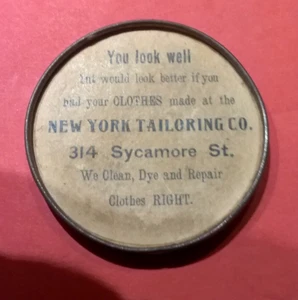 You look well
but would look better if you
had your CLOTHES made at the
NEW YORK TAILORING CO.
314 Sycamore St.
We Clean, Dye and Repair
Clothes RIGHT.